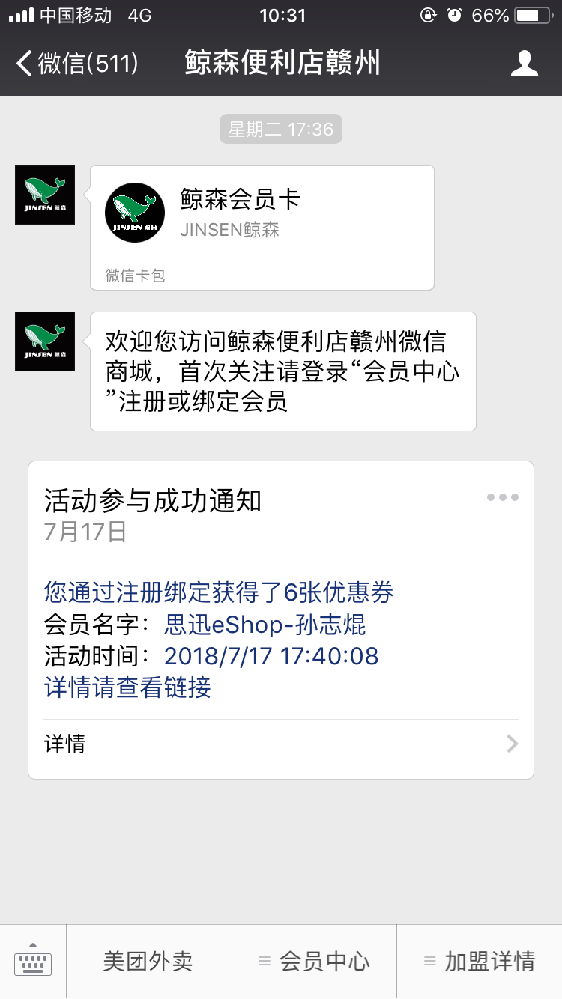 中国移动 4G 10:31 66%
微信(511) 鲸森便利店赣州
星期二 17:36
JINSEN 鲸森
鲸森会员卡
JINSEN 鲸森
JINSEN鲸森
微信卡包
JINSEN 鲸森
欢迎您访问鲸森便利店赣州微信
商城，首次关注请登录“会员中心
”注册或绑定会员
活动参与成功通知
7月17日
您通过注册绑定获得了6张优惠券
会员名字：思迅eShop-孙志焜
活动时间：2018/7/17 17:40:08
详情请查看链接
详情
美团外卖 会员中心 加盟详情